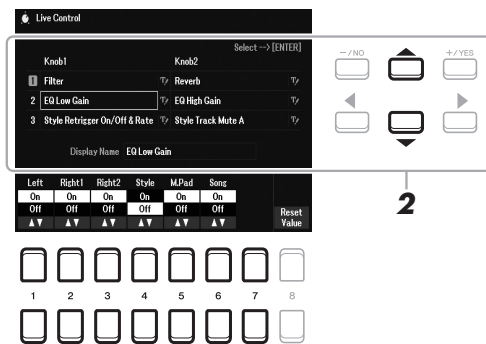 Live Control
-/NO
+/YES
Select -->[ENTER]
Knob1 Knob2
1 Filter Reverb
2 EQ Low Gain EQ High Gain
3 Style Retrigger On/Off & Rate Style Track Mute A
Display Name EQ Low Gain
2
Left Right1 Right2 Style M.Pad Song
On On On On On On
Off Off Off Off Off Off
Reset
Value
1 2 3 4 5 6 7 8